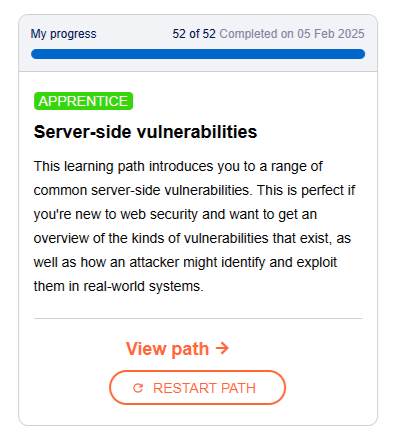 My progress 52 of 52 Completed on 05 Feb 2025
APPRENTICE
Server-side vulnerabilities
This learning path introduces you to a range of
common server-side vulnerabilities. This is perfect if
you're new to web security and want to get an
overview of the kinds of vulnerabilities that exist, as
well as how an attacker might identify and exploit
them in real-world systems.
View path →
RESTART PATH